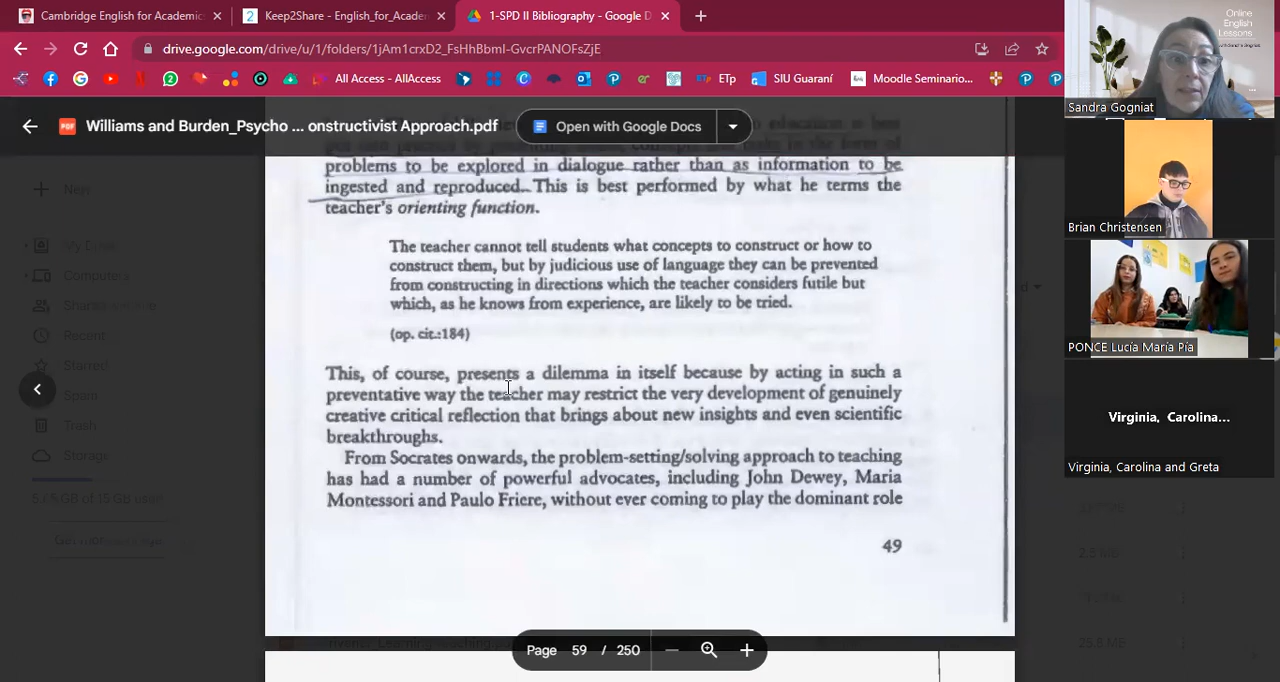 Cambridge English for Academic
Keep2Share - English_for_Acader
1-SPD II Bibliography - Google D
drive.google.com/drive/u/1/folders/1jAm1crxD2_FsHhBbmI-GvcrPANOFsZjE
All Access - AllAccess
ETp
SIU Guaraní
Moodle Seminario...
Williams and Burden_Psycho ... onstructivist Approach.pdf
Open with Google Docs
problems to be explored in dialogue rather than as information to be
ingested and reproduced. This is best performed by what he terms the
teacher's orienting function.
The teacher cannot tell students what concepts to construct or how to
construct them, but by judicious use of language they can be prevented
from constructing in directions which the teacher considers futile but
which, as he knows from experience, are likely to be tried.
(op. cit.:184)
This, of course, presents a dilemma in itself because by acting in such a
preventative way the teacher may restrict the very development of genuinely
creative critical reflection that brings about new insights and even scientific
breakthroughs.
From Socrates onwards, the problem-setting/solving approach to teaching
has had a number of powerful advocates, including John Dewey, Maria
Montessori and Paulo Friere, without ever coming to play the dominant role
49
Page 59 / 250
Computers
Recent
Starred
Spam
Trash
Storage
Online
English
Lessons
Sandra Gogniat
Brian Christensen
PONCE Lucía María Pía
Virginia, Carolina...
Virginia, Carolina and Greta